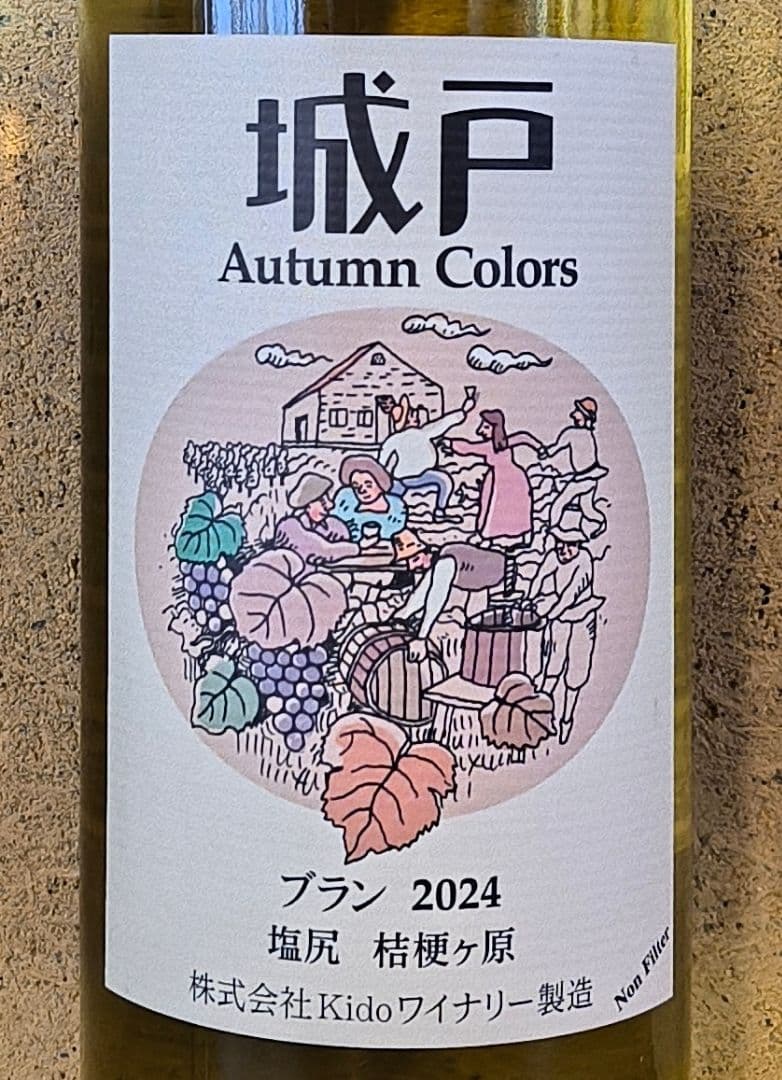 城戸
Autumn Colors
ブラン 2024
塩尻 桔梗ヶ原
株式会社Kidoワイナリー製造
Non Filter